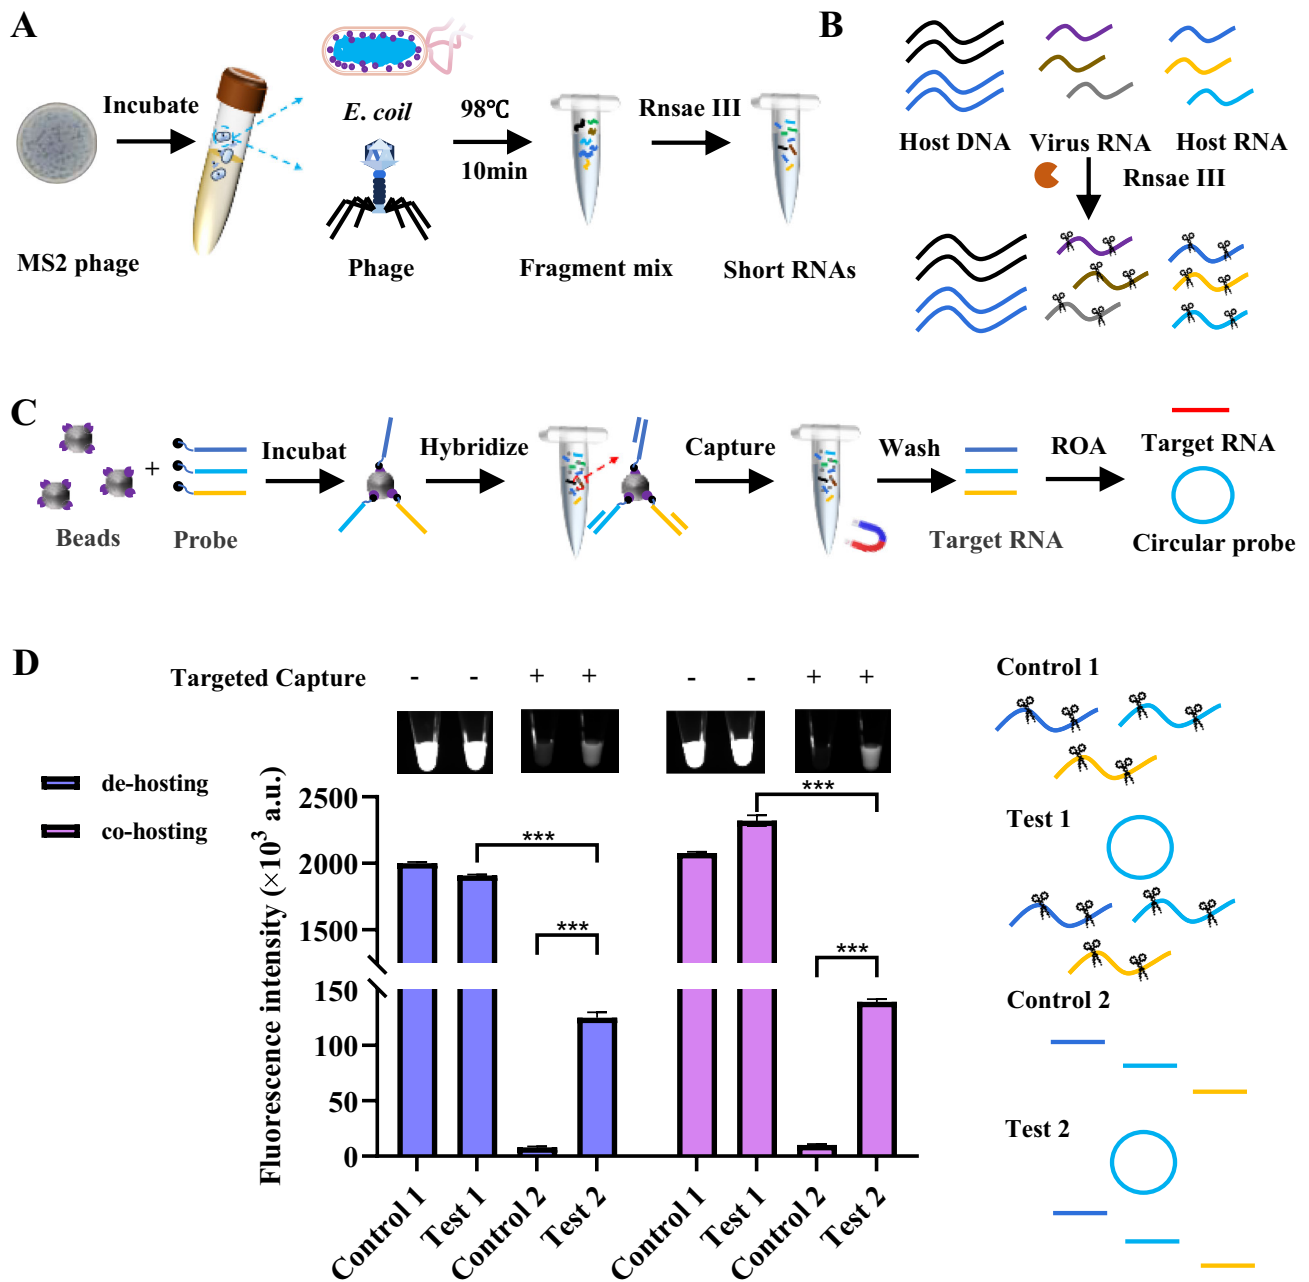 A
Incubate
E. coil
98℃
10min
Rnsae III
MS2 phage
Phage
Fragment mix
Short RNAs
B
Host DNA
Virus RNA
Host RNA
Rnsae III
C
+
Beads
Probe
Incubat
Hybridize
Capture
Wash
Target RNA
ROA
Target RNA
Circular probe
D
Targeted Capture - - + + - - + +
de-hosting
co-hosting
Fluorescence intensity (×10³ a.u.)
2500
2000
1500
150
100
50
0
***
***
***
***
Control 1
Test 1
Control 2
Test 2
Control 1
Test 1
Control 2
Test 2
Control 1
Test 1
Control 2
Test 2